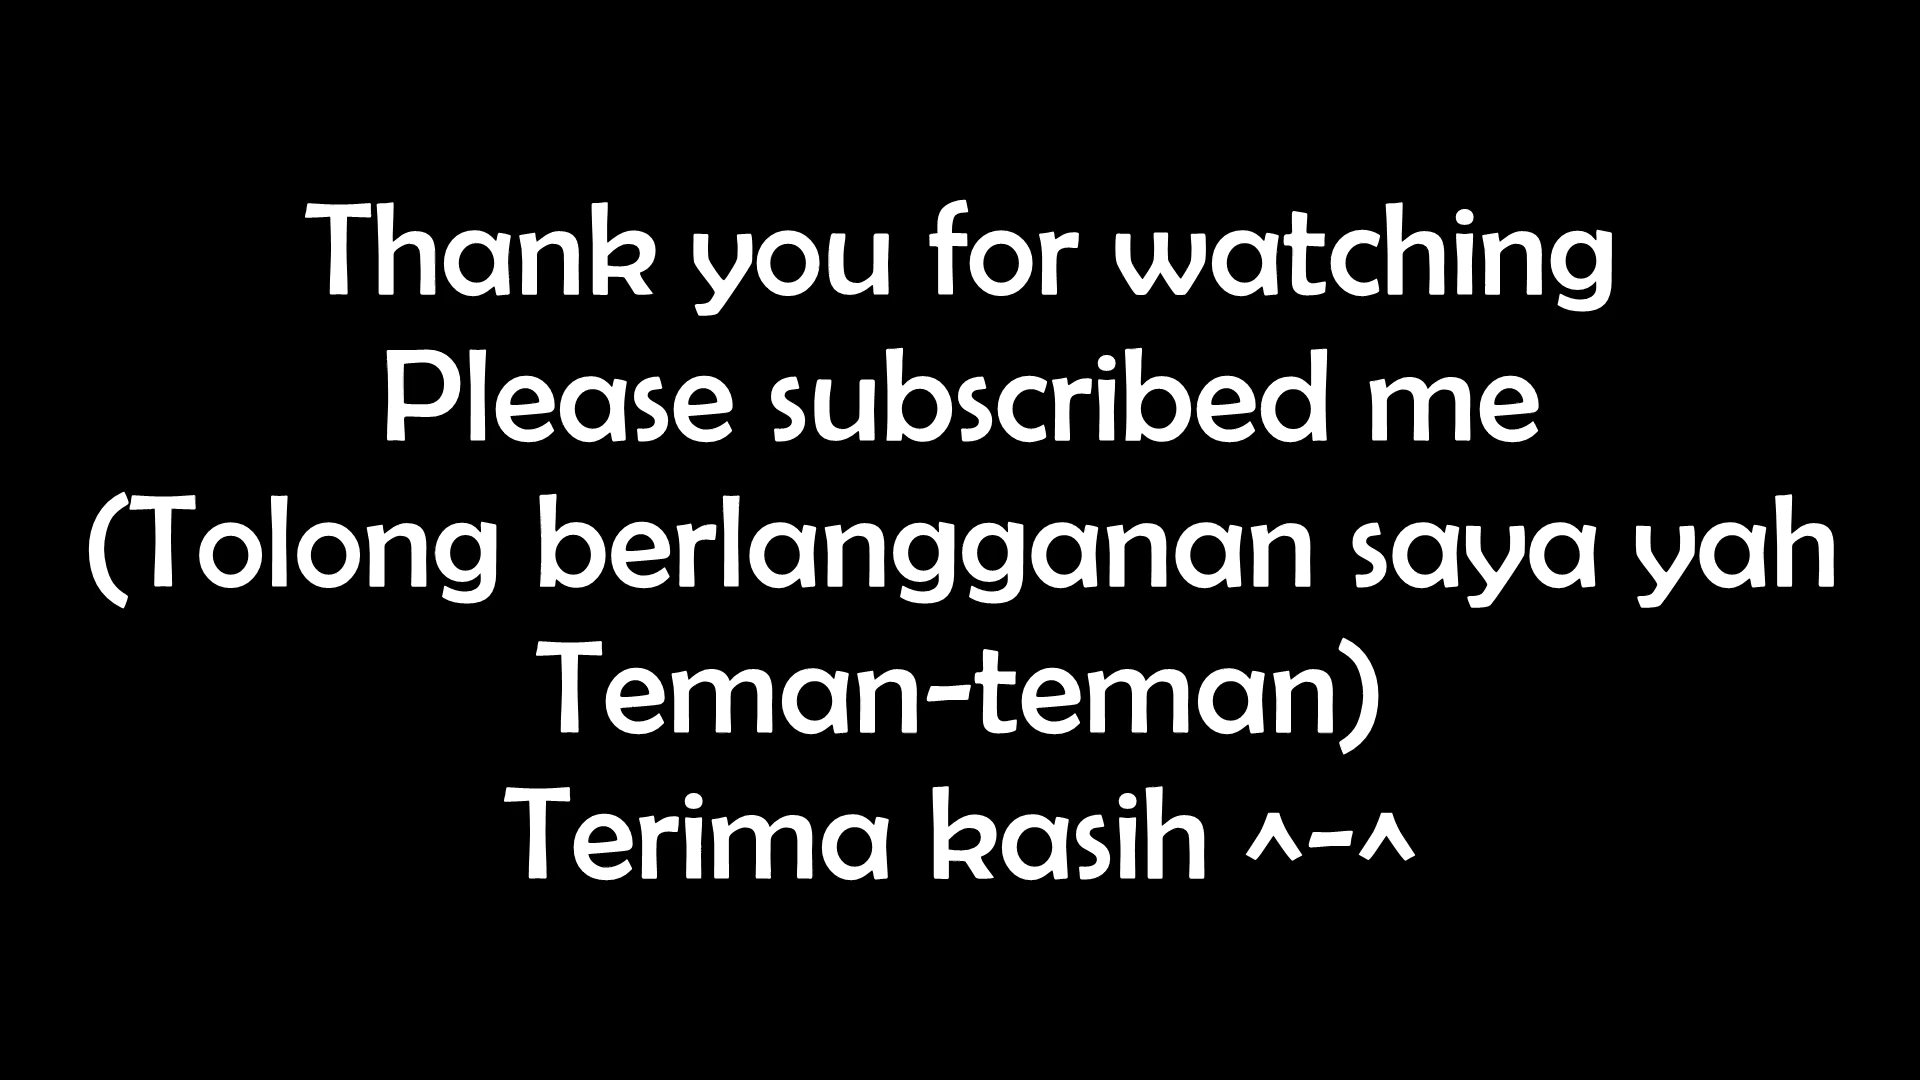 Thank you for watching
Please subscribed me
(Tolong berlangganan saya yah
Teman-teman)
Terima kasih ^-^